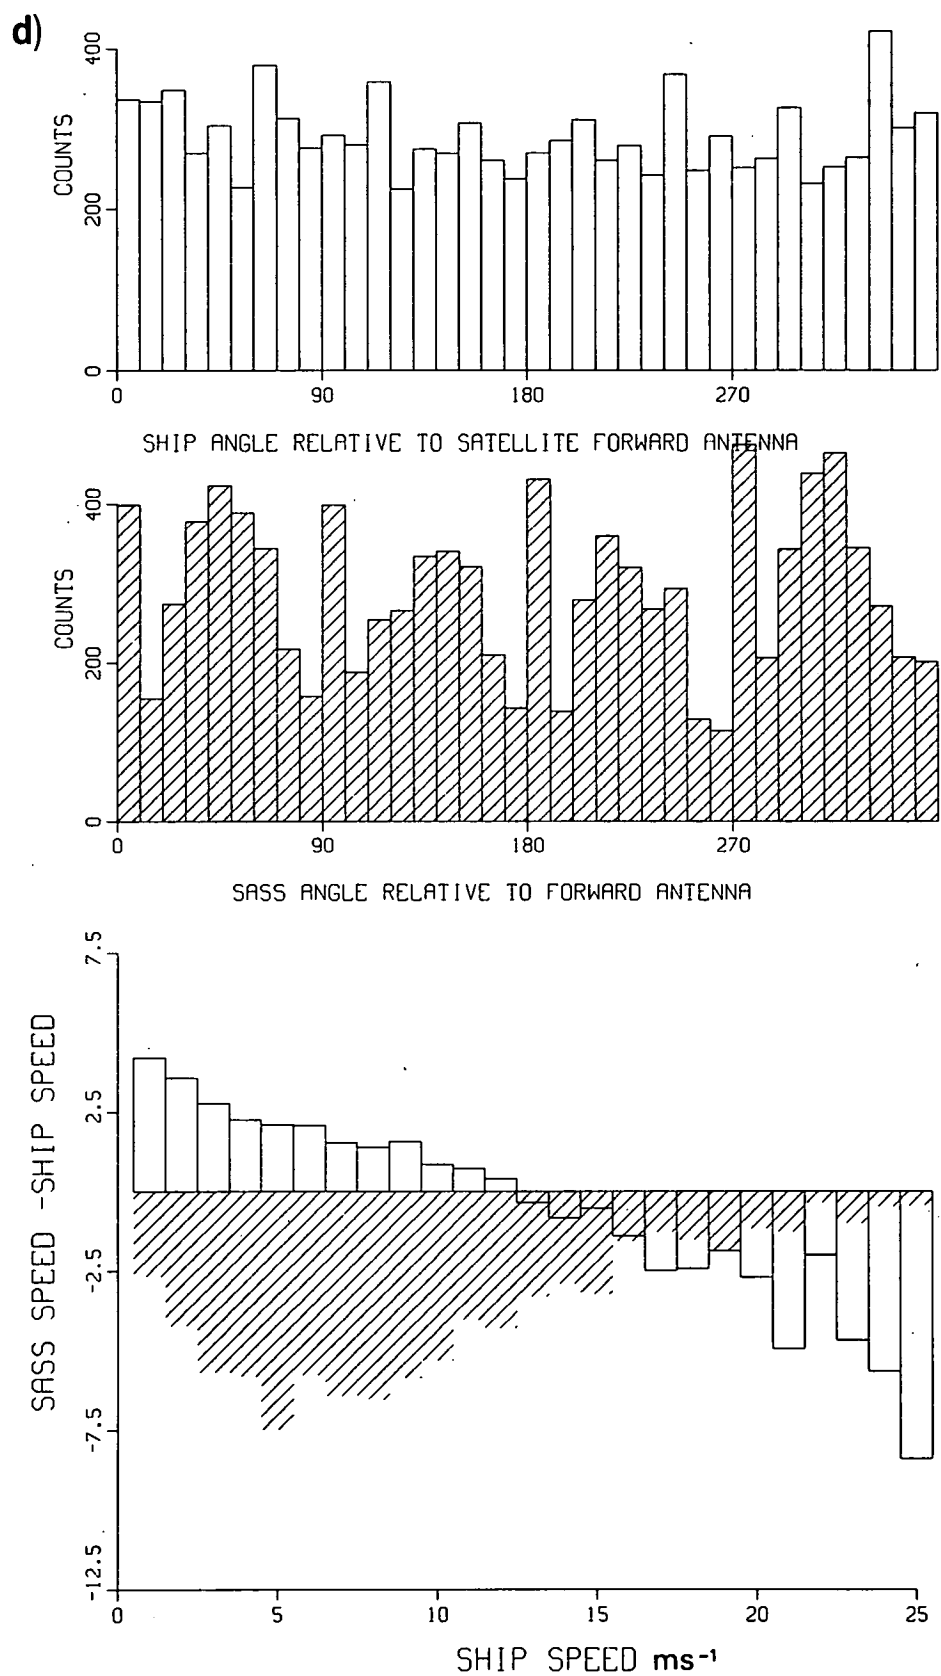 d)
400
200
0
COUNTS
0 90 180 270
SHIP ANGLE RELATIVE TO SATELLITE FORWARD ANTENNA
400
200
0
COUNTS
0 90 180 270
SASS ANGLE RELATIVE TO FORWARD ANTENNA
7.5
2.5
-2.5
-7.5
-12.5
SASS SPEED -SHIP SPEED
0 5 10 15 20 25
SHIP SPEED ms⁻¹